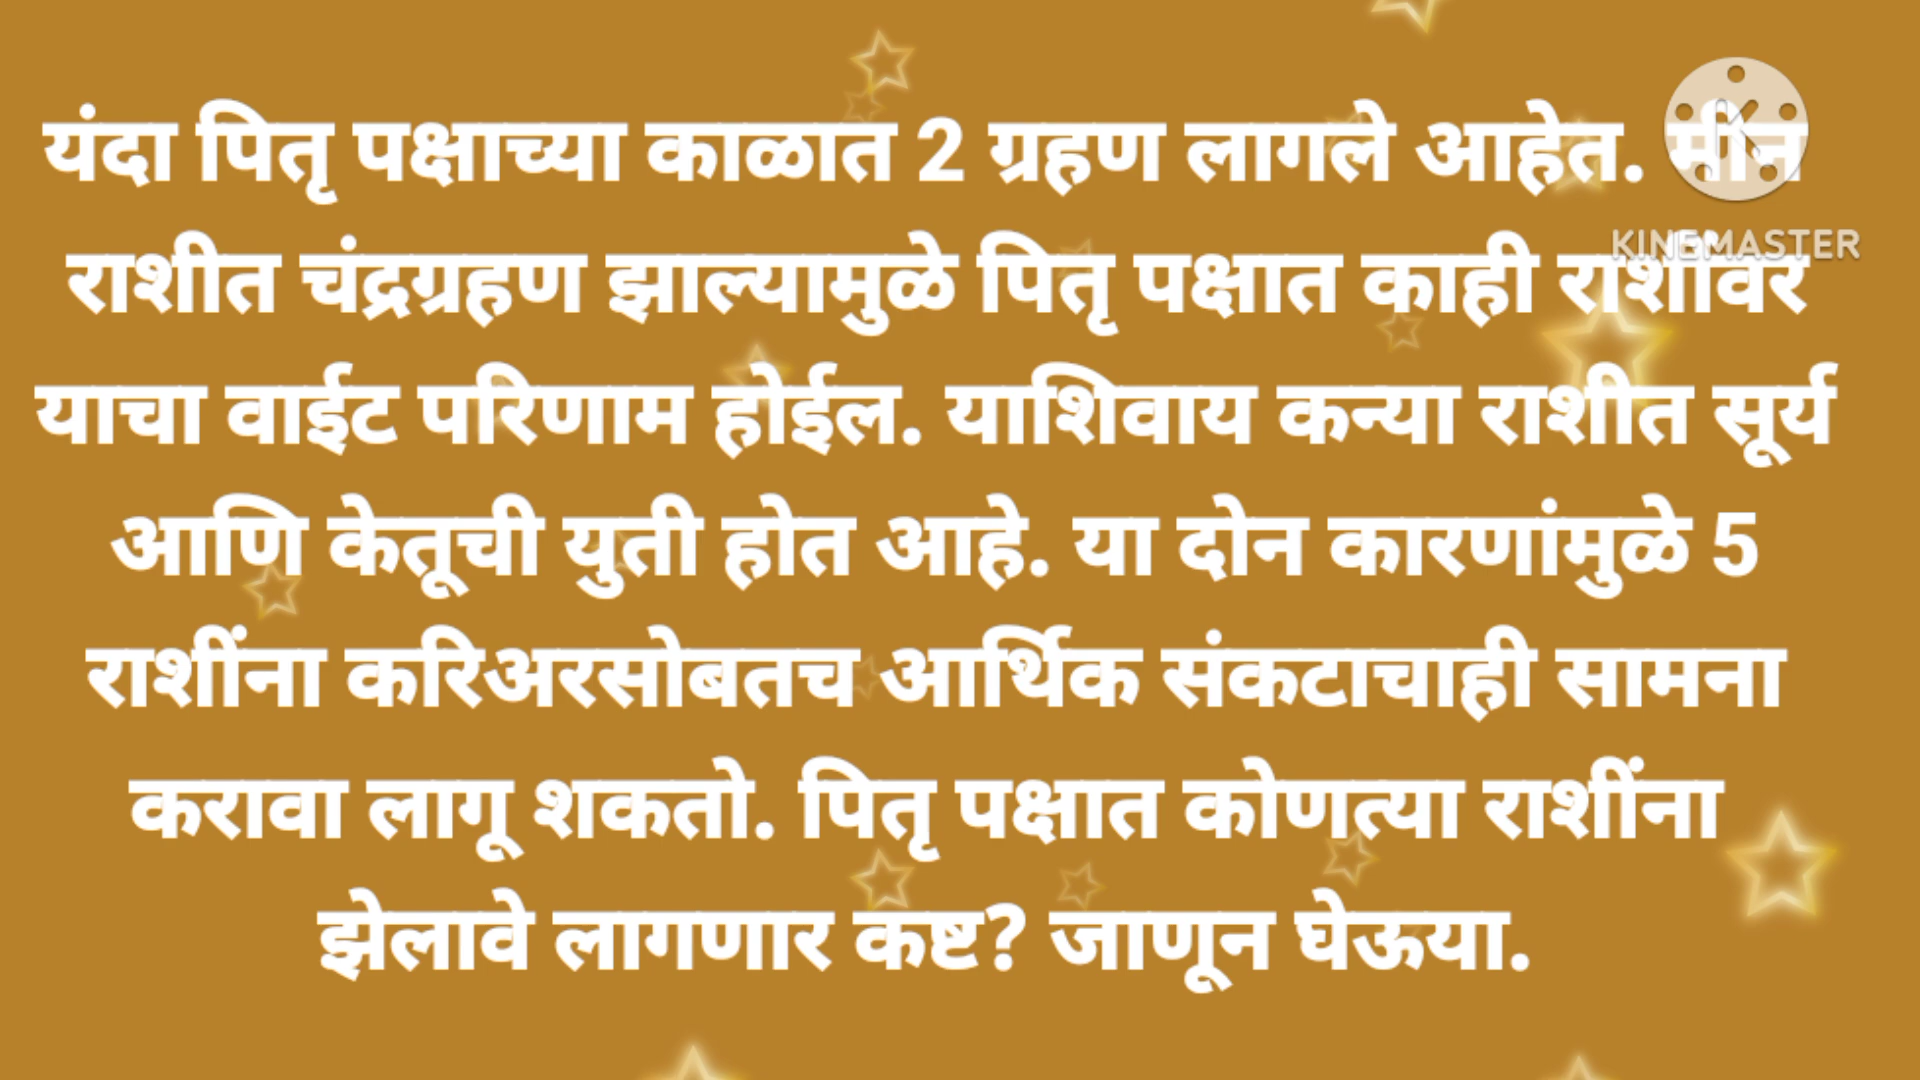 यंदा पितृ पक्षाच्या काळात 2 ग्रहण लागले आहेत. मीन
राशीत चंद्रग्रहण झाल्यामुळे पितृ पक्षात काही राशींवर
याचा वाईट परिणाम होईल. याशिवाय कन्या राशीत सूर्य
आणि केतूची युती होत आहे. या दोन कारणांमुळे 5
राशींना करिअरसोबतच आर्थिक संकटाचाही सामना
करावा लागू शकतो. पितृ पक्षात कोणत्या राशींना
झेलावे लागणार कष्ट? जाणून घेऊया.
K
KINEMASTER